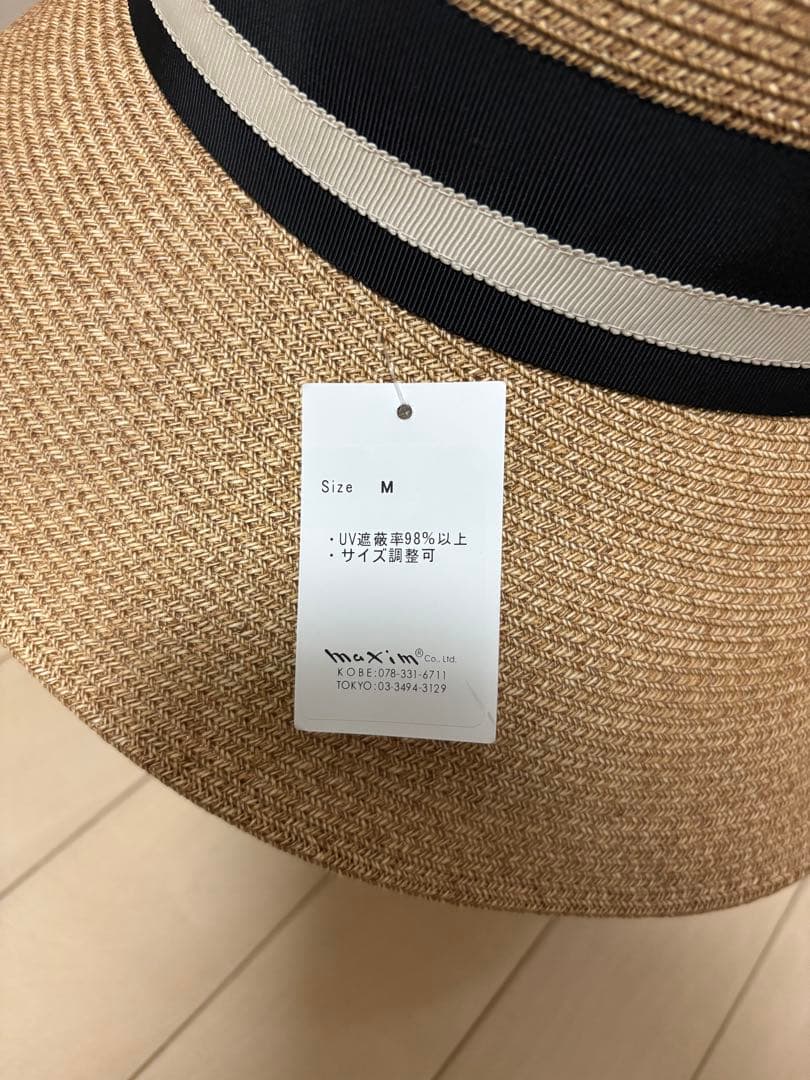 Size M
・UV遮蔽率98%以上
・サイズ調整可
maxim® Co., Ltd.
KOBE:078-331-6711
TOKYO:03-3494-3129